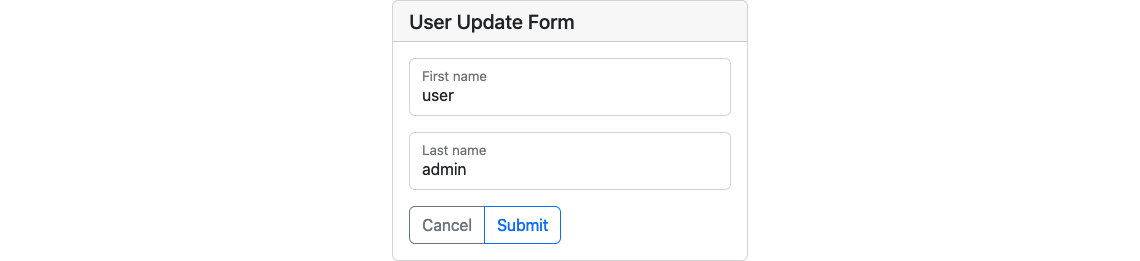 User Update Form
First name
user
Last name
admin
Cancel Submit